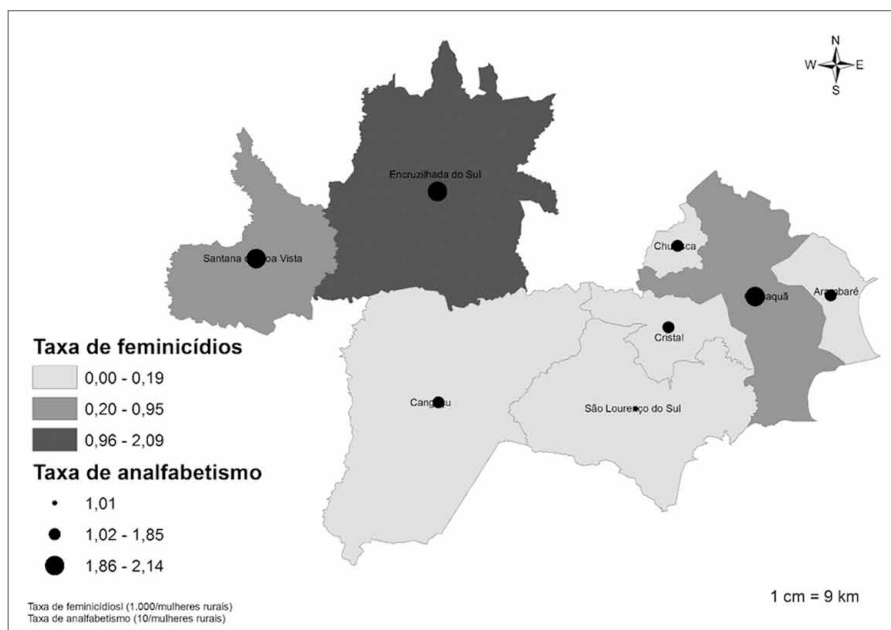 N
W E
S
Encruzilhada do Sul
Santana Boa Vista
Cristal
São Lourenço do Sul
Taxa de feminicídios
0,00 - 0,19
0,20 - 0,95
0,96 - 2,09
Taxa de analfabetismo
1,01
1,02 - 1,85
1,86 - 2,14
Taxa de feminicídiosl (1.000/mulheres rurais)
Taxa de analfabetismo (10/mulheres rurais)
1 cm = 9 km